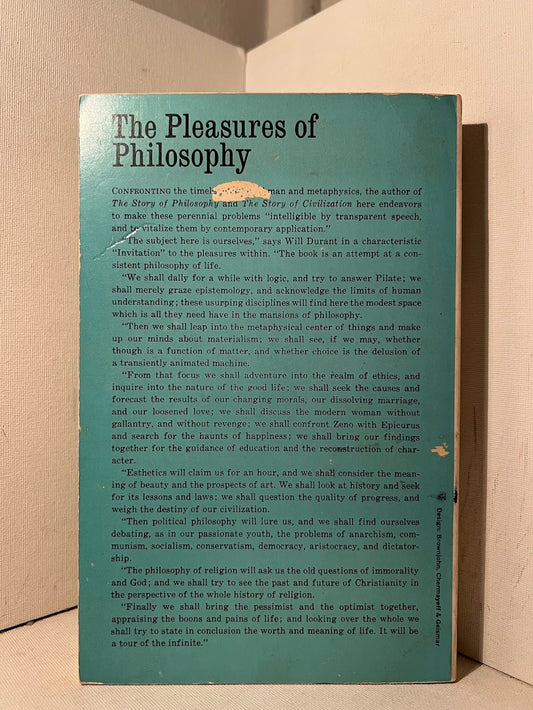 The Pleasures of
Philosophy
CONFRONTING the man and metaphysics, the author of
The Story of Philosophy and The Story of Civilization here endeavors
to make these perennial problems “intelligible by transparent speech,
and to vitalize them by contemporary application.”
“The subject here is ourselves,” says Will Durant in a characteristic
“Invitation” to the pleasures within. “The book is an attempt at a con-
sistent philosophy of life.
“We shall dally for a while with logic, and try to answer Pilate; we
shall merely graze epistemology, and acknowledge the limits of human
understanding; these usurping disciplines will find here the modest space
which is all they need have in the mansions of philosophy.
“Then we shall leap into the metaphysical center of things and make
up our minds about materialism; we shall see, if we may, whether
though is a function of matter, and whether choice is the delusion of
a transiently animated machine.
“From that focus we shall adventure into the realm of ethics, and
inquire into the nature of the good life; we shall seek the causes and
forecast the results of our changing morals, our dissolving marriage,
and our loosened love; we shall discuss the modern woman without
gallantry, and without revenge; we shall confront Zeno with Epicurus
and search for the haunts of happiness; we shall bring our findings
together for the guidance of education and the reconstruction of char-
acter.
“Esthetics will claim us for an hour, and we shall consider the mean-
ing of beauty and the prospects of art. We shall look at history and seek
for its lessons and laws; we shall question the quality of progress, and
weigh the destiny of our civilization.
“Then political philosophy will lure us, and we shall find ourselves
debating, as in our passionate youth, the problems of anarchism, com-
munism, socialism, conservatism, democracy, aristocracy, and dictator-
ship.
“The philosophy of religion will ask us the old questions of immorality
and God; and we shall try to see the past and future of Christianity in
the perspective of the whole history of religion.
“Finally we shall bring the pessimist and the optimist together,
appraising the boons and pains of life; and looking over the whole we
shall try to state in conclusion the worth and meaning of life. It will be
a tour of the infinite.”
Design: Brownjohn, Chermayeff & Geismar